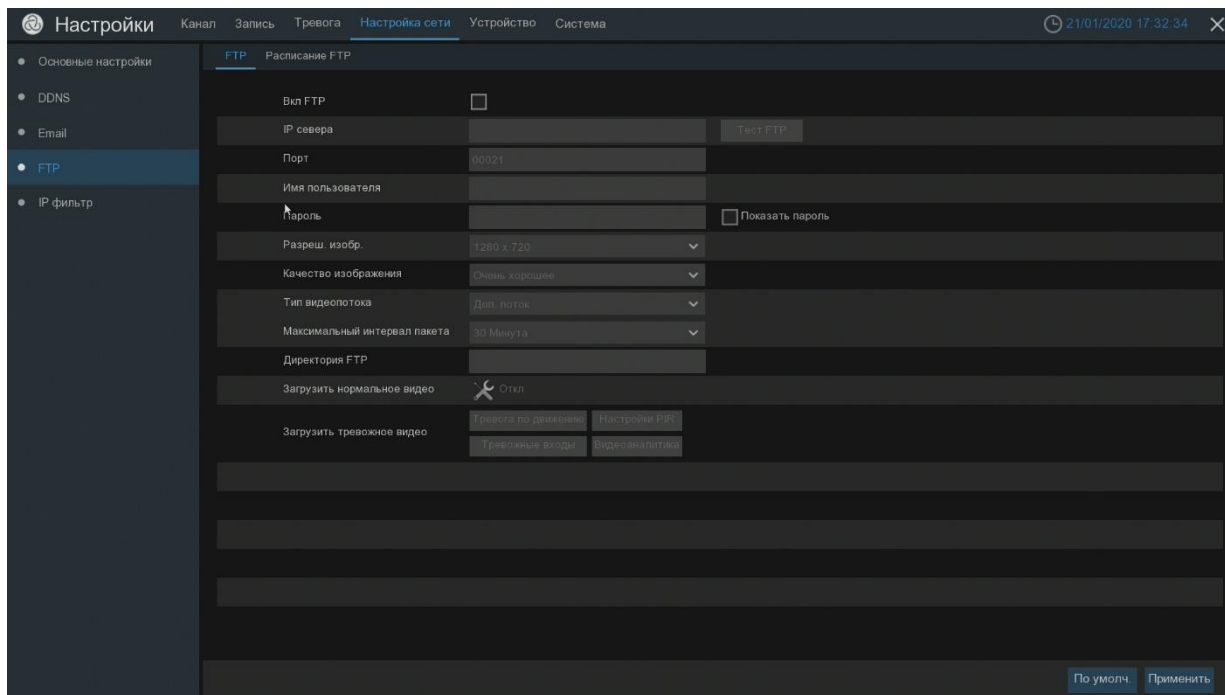 Настройки Канал Запись Тревога Настройка сети Устройство Система 21/01/2020 17:32:34
Основные настройки
DDNS
Email
FTP
IP фильтр
FTP Расписание FTP
Вкл FTP
IP севера Тест FTP
Порт 00021
Имя пользователя
Пароль Показать пароль
Разреш. изобр. 1280 x 720
Качество изображения Очень хорошее
Тип видеопотока Доп. поток
Максимальный интервал пакета 30 Минута
Директория FTP
Загрузить нормальное видео Откл
Загрузить тревожное видео
Тревога по движению Настройки PIR
Тревожные входы Видеоаналитика
По умолч. Применить